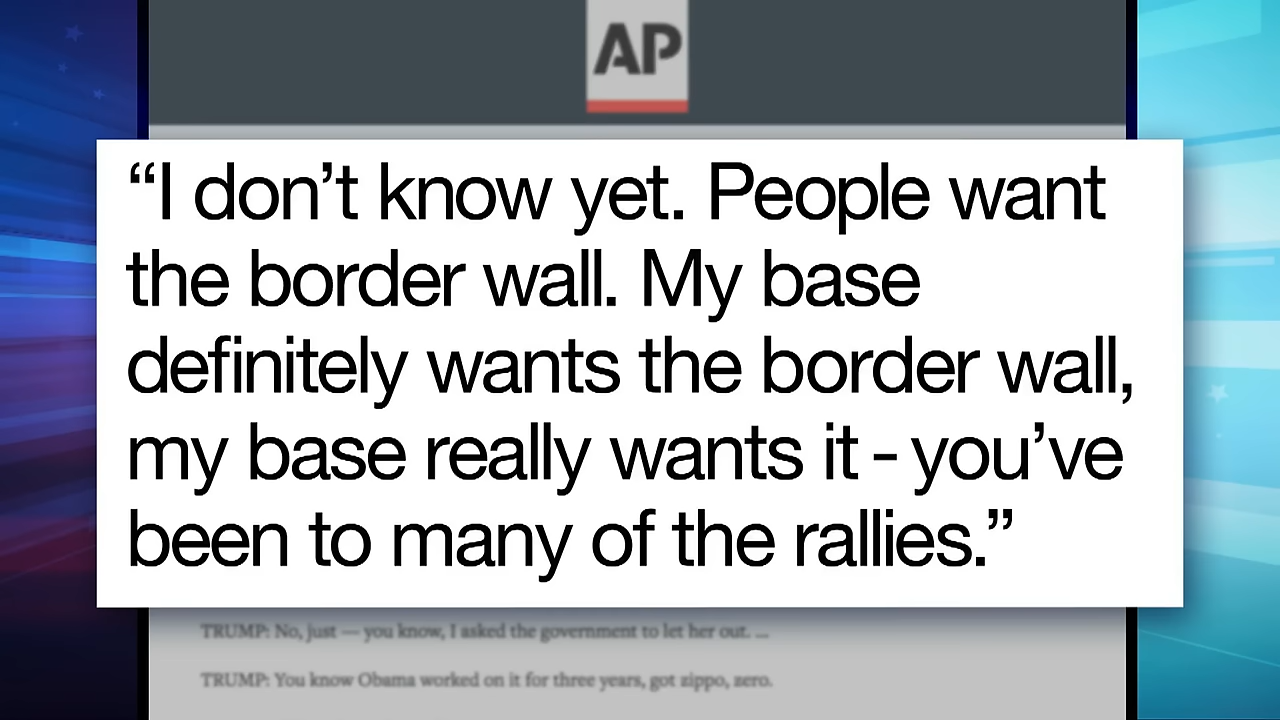 AP
“I don’t know yet. People want
the border wall. My base
definitely wants the border wall,
my base really wants it - you’ve
been to many of the rallies.”
TRUMP: No, just — you know, I asked the government to let her out. ...
TRUMP: You know Obama worked on it for three years, got zippo, zero.